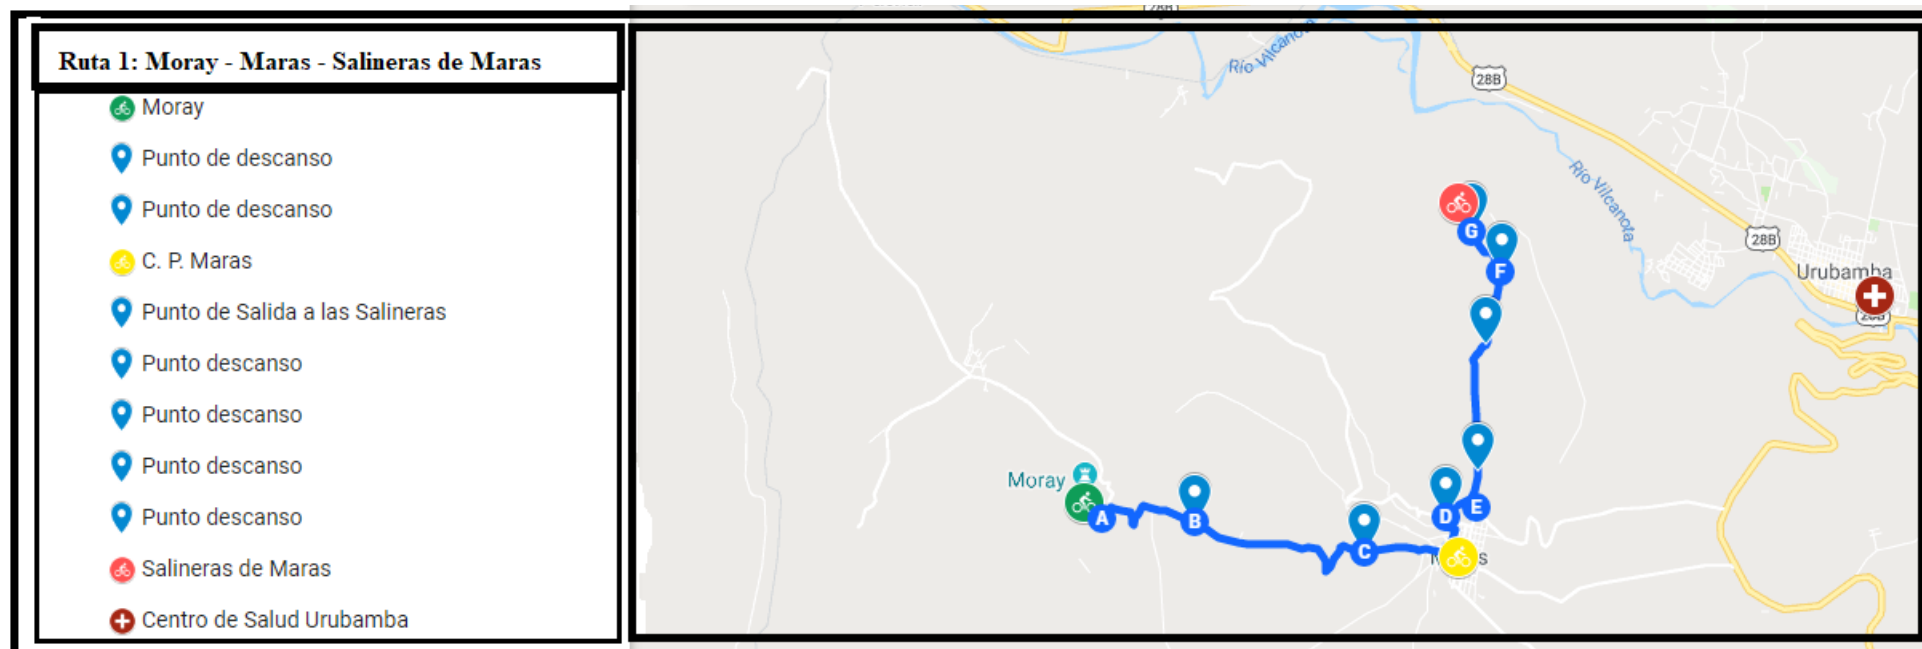 Ruta 1: Moray - Maras - Salineras de Maras
Moray
Punto de descanso
Punto de descanso
C. P. Maras
Punto de Salida a las Salineras
Punto descanso
Punto descanso
Punto descanso
Punto descanso
Salineras de Maras
Centro de Salud Urubamba
28B
Río Vilcanota
28B
Río Vilcanota
28B
Urubamba
28B
G
F
Moray
A
B
C
D
E